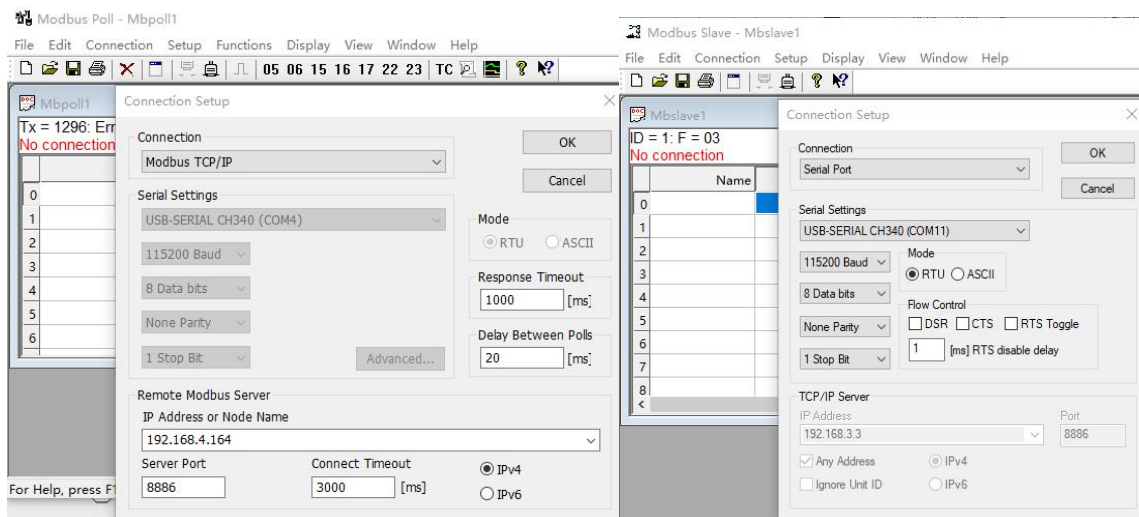 Modbus Poll - Mbpoll1
File Edit Connection Setup Functions Display View Window Help
05 06 15 16 17 22 23 TC
Mbpoll1
Tx = 1296: Err
No connection
0
1
2
3
4
5
6
For Help, press F1
Connection Setup
Connection
Modbus TCP/IP
OK
Cancel
Serial Settings
USB-SERIAL CH340 (COM4)
115200 Baud
8 Data bits
None Parity
1 Stop Bit
Advanced...
Mode
RTU ASCII
Response Timeout
1000 [ms]
Delay Between Polls
20 [ms]
Remote Modbus Server
IP Address or Node Name
192.168.4.164
Server Port Connect Timeout
8886 3000 [ms]
IPv4
IPv6
Modbus Slave - Mbslave1
File Edit Connection Setup Display View Window Help
Mbslave1
ID = 1: F = 03
No connection
Name
0
1
2
3
4
5
6
7
8
Connection Setup
Connection
Serial Port
OK
Cancel
Serial Settings
USB-SERIAL CH340 (COM11)
115200 Baud
8 Data bits
None Parity
1 Stop Bit
Mode
RTU ASCII
Flow Control
DSR CTS RTS Toggle
1 [ms] RTS disable delay
TCP/IP Server
IP Address Port
192.168.3.3 8886
Any Address IPv4
Ignore Unit ID IPv6